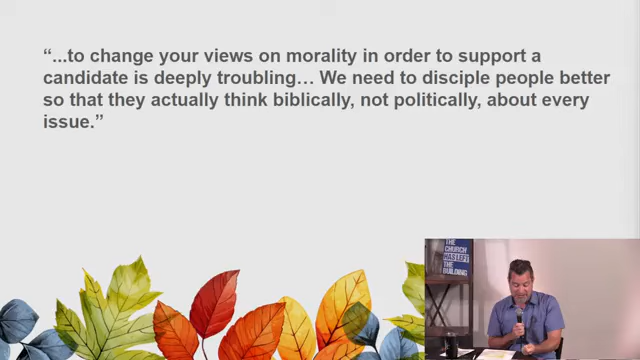 “...to change your views on morality in order to support a
candidate is deeply troubling… We need to disciple people better
so that they actually think biblically, not politically, about every
issue.”
THE
CHURCH
HAS LEFT
THE
BUILDING